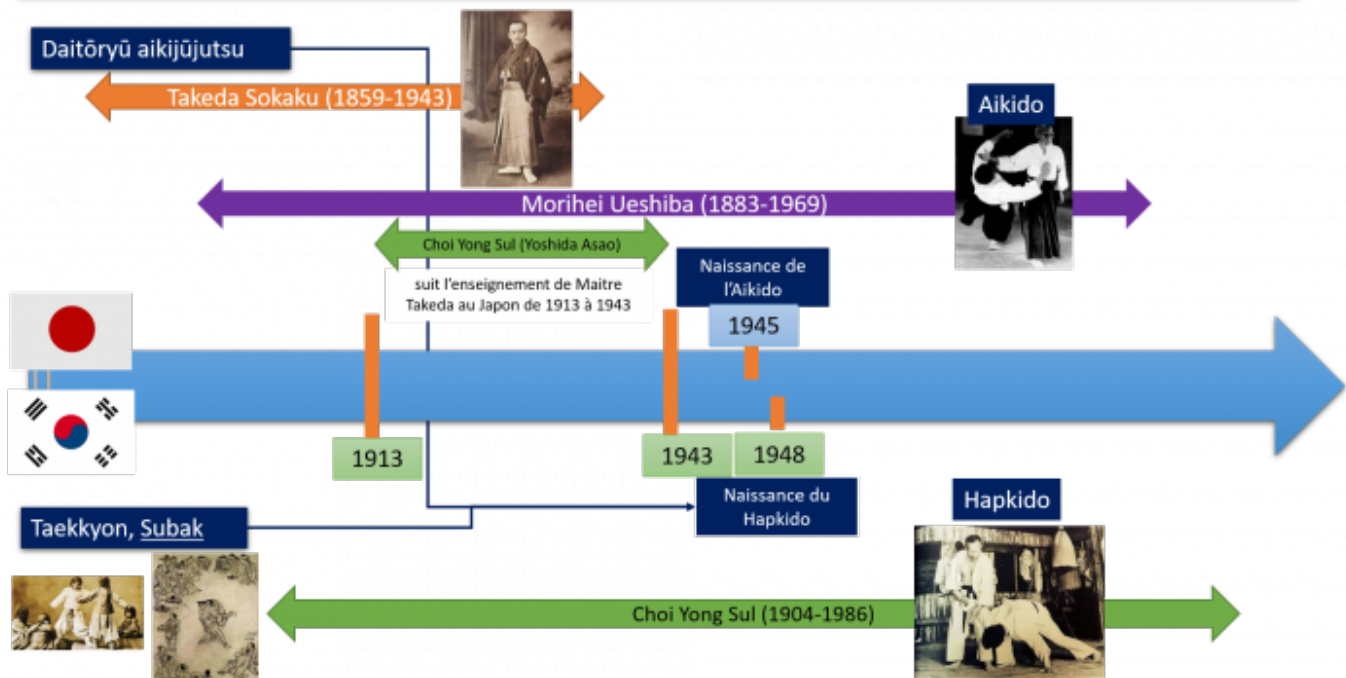 Daitōryū aikijūjutsu
Takeda Sokaku (1859-1943)
Aikido
Morihei Ueshiba (1883-1969)
Choi Yong Sul (Yoshida Asao)
suit l'enseignement de Maitre
Takeda au Japon de 1913 à 1943
Naissance de
l'Aikido
1945
1913
1943
1948
Naissance du
Hapkido
Taekkyon, Subak
Hapkido
Choi Yong Sul (1904-1986)